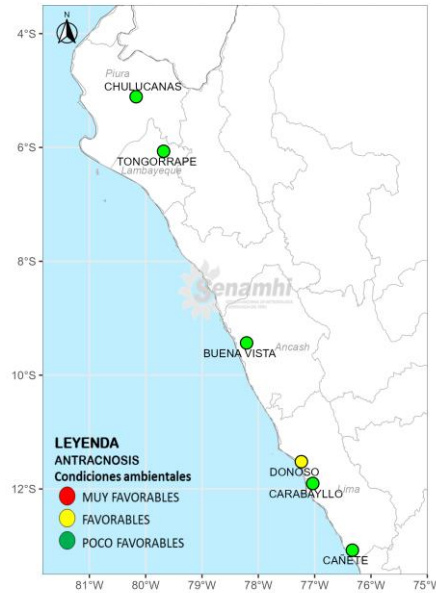 N
4°S
Piura
CHULUCANAS
6°S
TONGORRAPE
Lambayeque
8°S
Senamhi
BUENA VISTA
Ancash
10°S
LEYENDA
ANTRACNOSIS
Condiciones ambientales
MUY FAVORABLES
FAVORABLES
POCO FAVORABLES
DONOSO
CARABAYLLO
Lima
12°S
CAÑETE
81°W 80°W 79°W 78°W 77°W 76°W 75°W